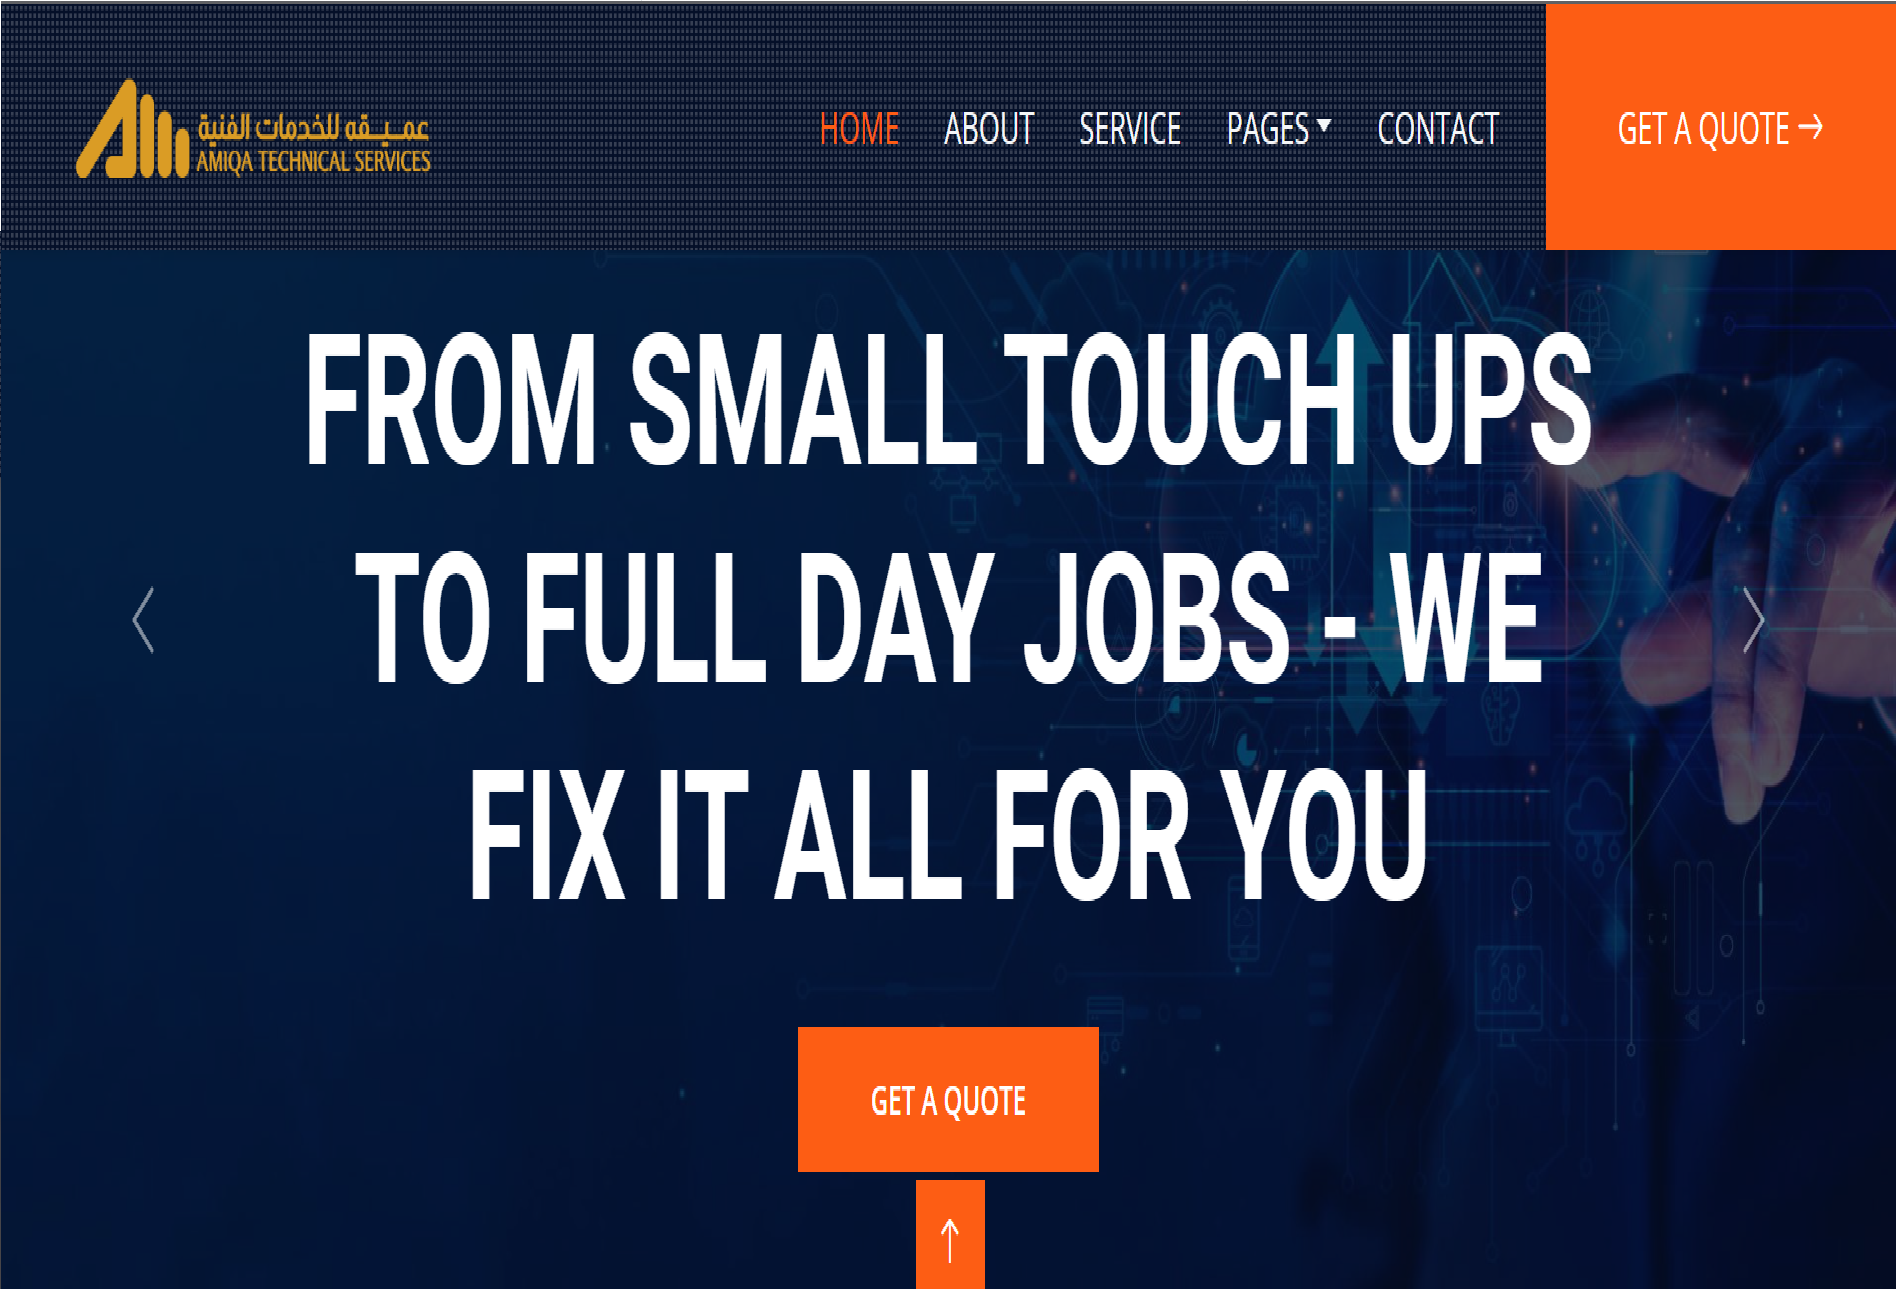 عميقه للخدمات الفنية
AMIQA TECHNICAL SERVICES
HOME ABOUT SERVICE PAGES CONTACT
GET A QUOTE
FROM SMALL TOUCH UPS
TO FULL DAY JOBS - WE
FIX IT ALL FOR YOU
GET A QUOTE